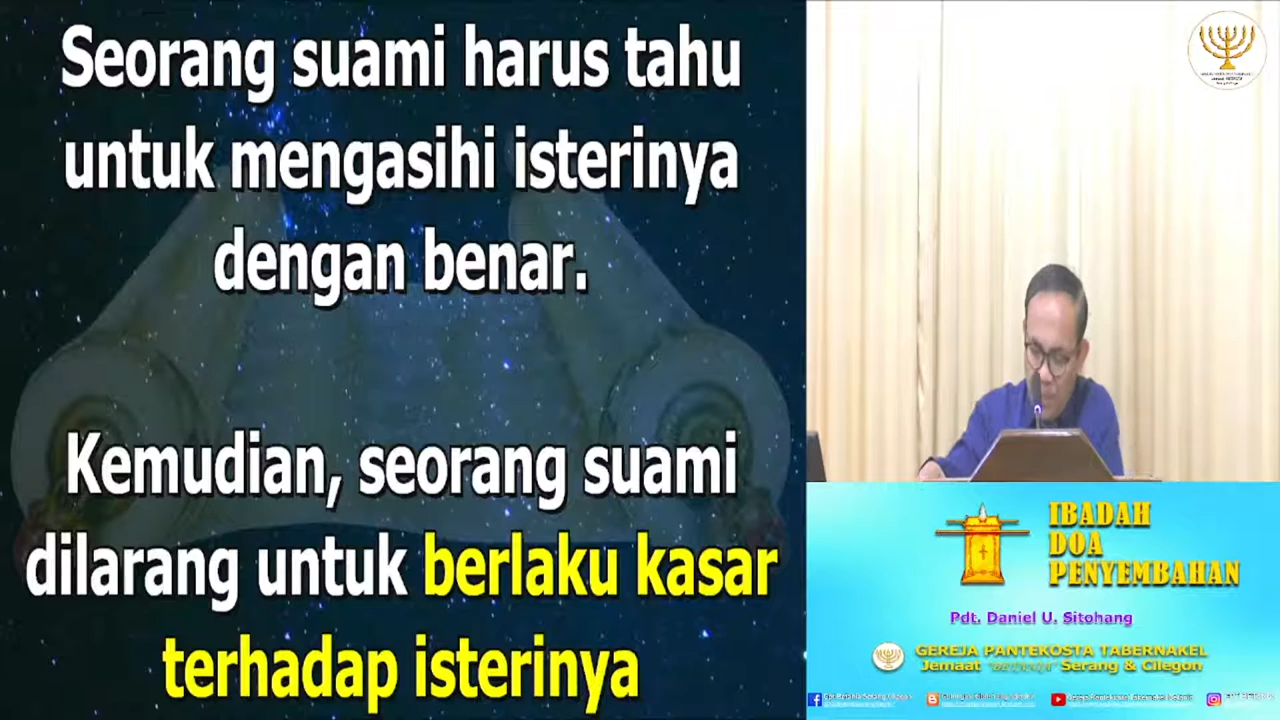 Seorang suami harus tahu
untuk mengasihi isterinya
dengan benar.
Kemudian, seorang suami
dilarang untuk berlaku kasar
terhadap isterinya
IBADAH
DOA
PENYEMBAHAN
Pdt. Daniel U. Sitohang
GEREJA PANTEKOSTA TABERNAKEL
Jemaat Serang & Cilegon